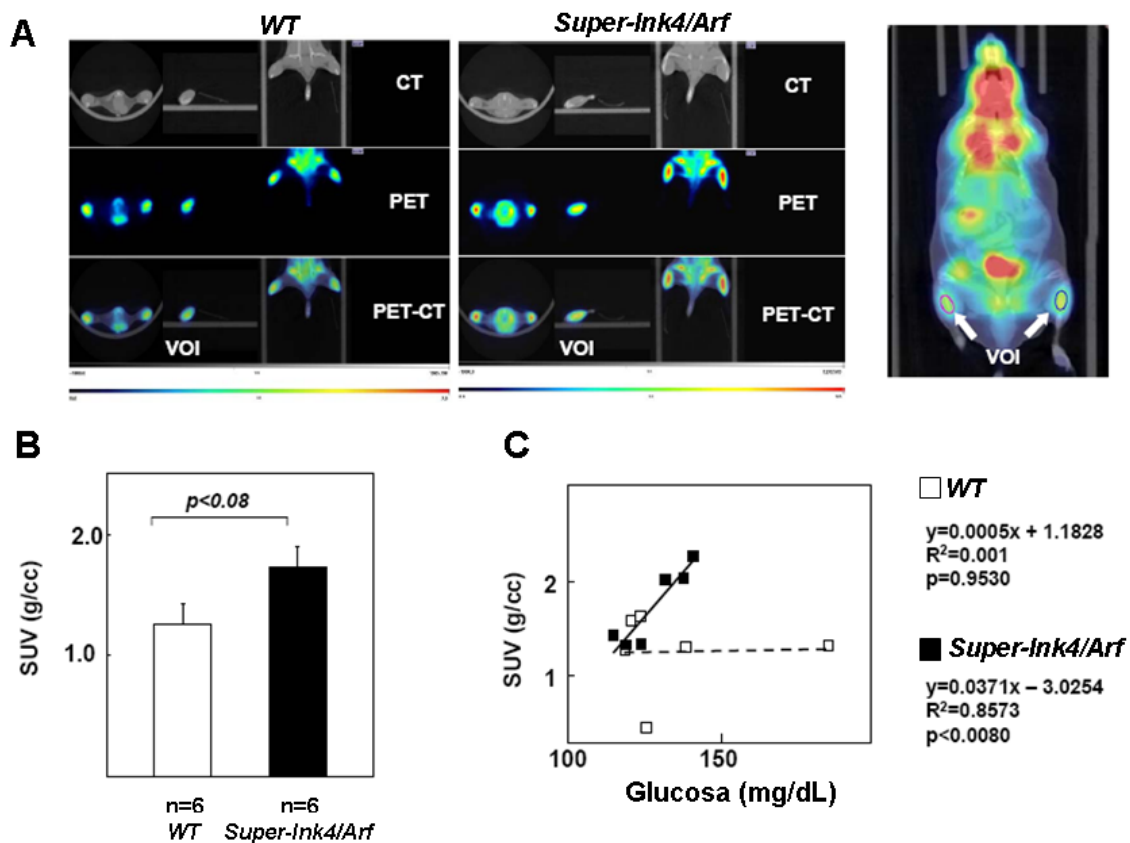 A
WT
Super-Ink4/Arf
CT
PET
PET-CT
VOI
CT
PET
PET-CT
VOI
VOI
B
p<0.08
SUV (g/cc)
2.0
1.0
n=6
WT
n=6
Super-Ink4/Arf
C
SUV (g/cc)
2
1
100
150
Glucosa (mg/dL)
WT
y=0.0005x + 1.1828
R²=0.001
p=0.9530
Super-Ink4/Arf
y=0.0371x – 3.0254
R²=0.8573
p<0.0080